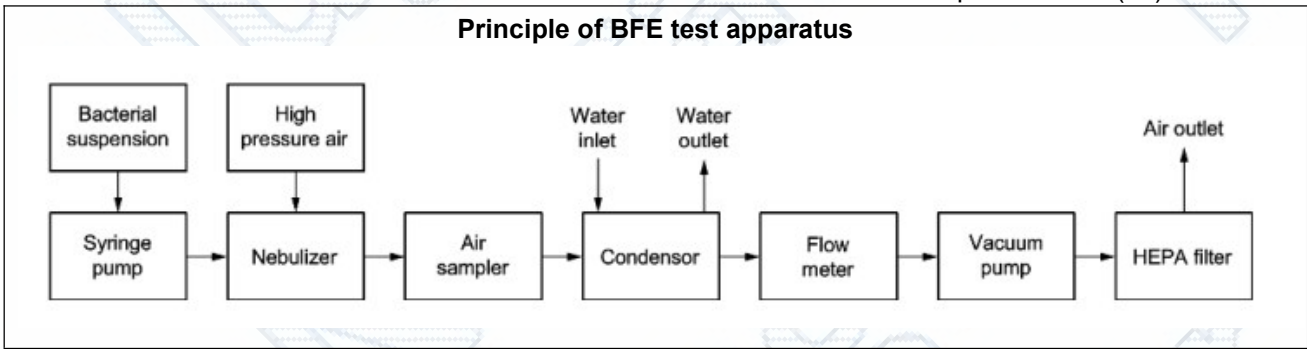 Principle of BFE test apparatus
Bacterial
suspension
High
pressure air
Water
inlet
Water
outlet
Air outlet
Syringe
pump
Nebulizer
Air
sampler
Condensor
Flow
meter
Vacuum
pump
HEPA filter